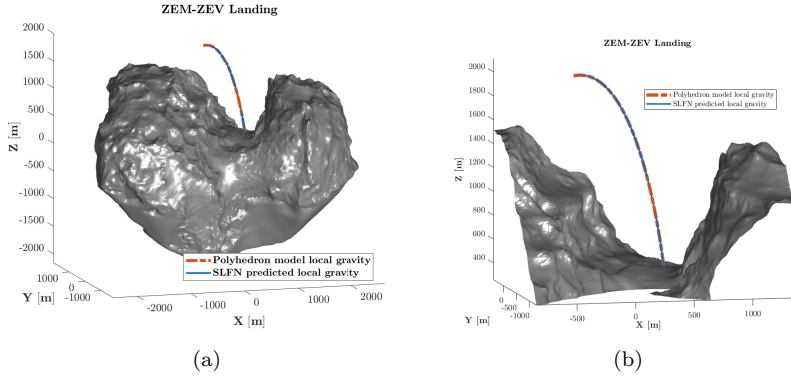 ZEM-ZEV Landing
2000
1500
1000
500
0
-500
-1000
-1500
-2000
Z [m]
1000
0
-1000
Y [m]
-2000
-1000
0
1000
2000
X [m]
Polyhedron model local gravity
SLFN predicted local gravity
(a)
ZEM-ZEV Landing
Polyhedron model local gravity
SLFN predicted local gravity
2000
1800
1600
1400
1200
1000
800
600
400
Z [m]
500
0
-500
Y [m]
-500
0
500
1000
X [m]
(b)